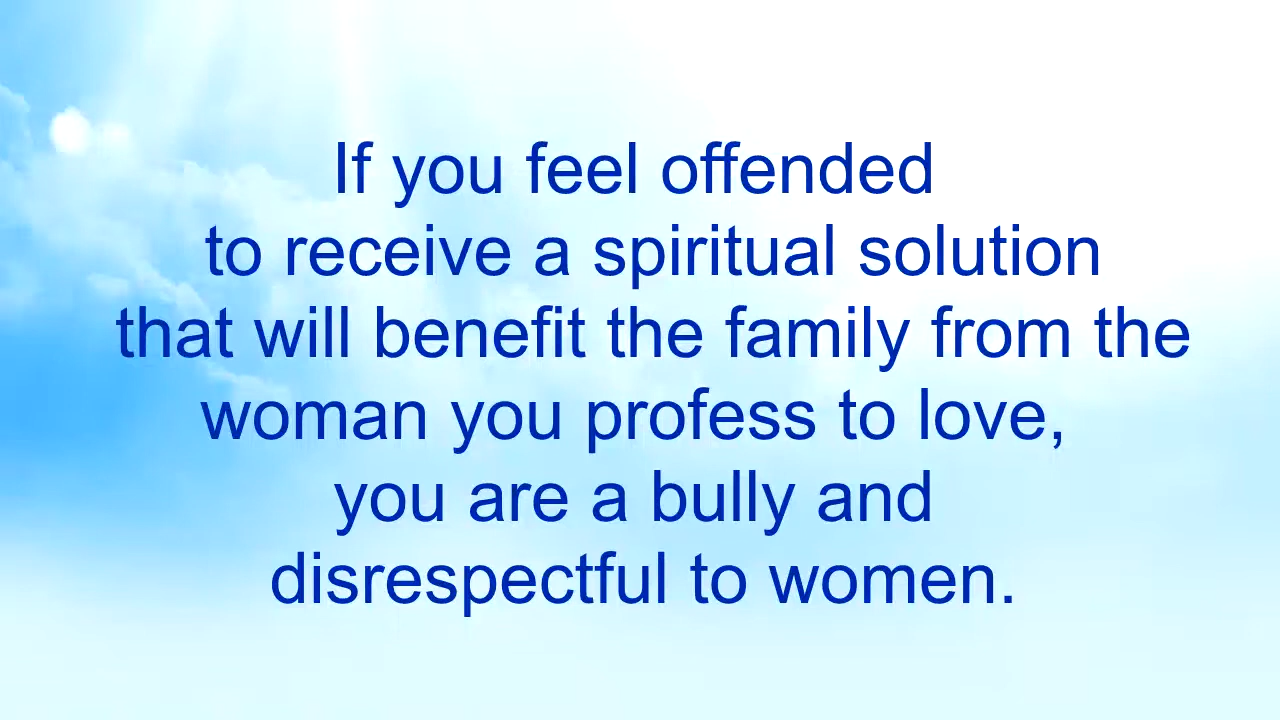 If you feel offended
to receive a spiritual solution
that will benefit the family from the
woman you profess to love,
you are a bully and
disrespectful to women.